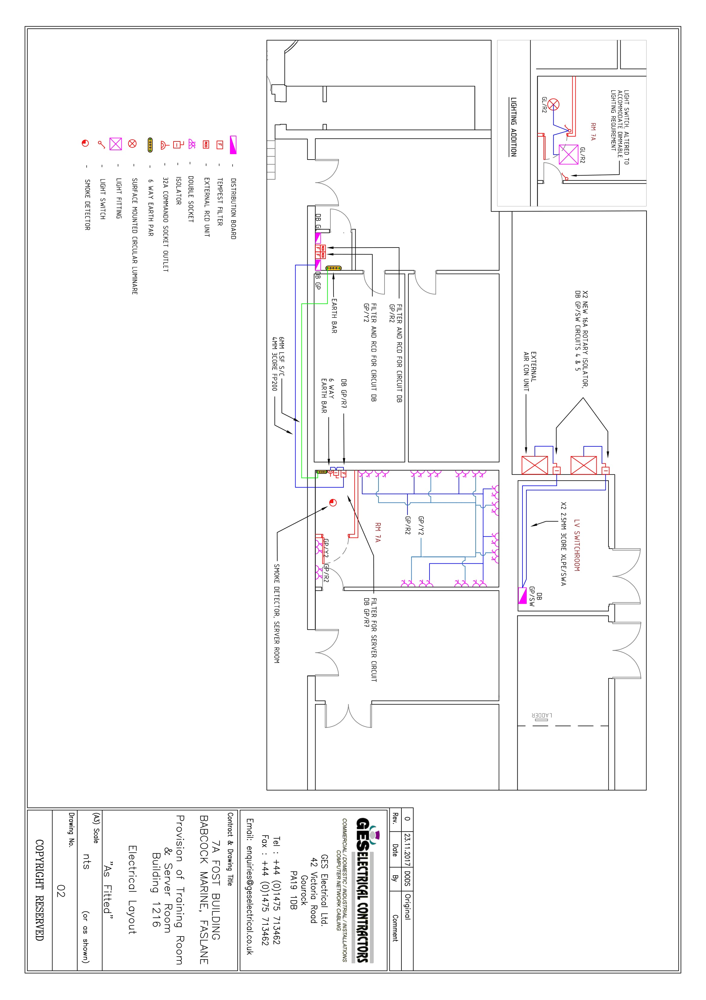 LIGHT SWITCH, ALTERED TO
ACCOMMODATE DIMMABLE
LIGHTING REQUIREMENT
RM 7A
GL/R2
GL/R2
LIGHTING ADDITION
X2 NEW 16A ROTARY ISOLATOR,
DB GP/SW CIRCUITS 4 & 5
EXTERNAL
AIR CON UNIT
LV SWITCHROOM
X2 2.5MM 3CORE XLPE/SWA
DB
GP/SW
LADDER
FILTER AND RCD FOR CIRCUIT DB
GP/R2
FILTER AND RCD FOR CIRCUIT DB
GP/Y2
DB GP/R7
6 WAY
EARTH BAR
EARTH BAR
DB G
F
RCD
F
RCD
DB GP
6MM LSF S/C
4MM 3CORE FP200
F
I
I
I
GP/Y2
GP/R2
RM 7A
GP/Y2
GP/R2
FILTER FOR SERVER CIRCUIT
DB GP/R7
SMOKE DETECTOR, SERVER ROOM
- DISTRIBUTION BOARD
F - TEMPEST FILTER
RCD - EXTERNAL RCD UNIT
- DOUBLE SOCKET
I - ISOLATOR
- 32A COMMANDO SOCKET OUTLET
- 6 WAY EARTH PAR
- SURFACE MOUNTED CIRCULAR LUMINARE
- LIGHT FITTING
- LIGHT SWITCH
- SMOKE DETECTOR
0 23.11.2017 DODS Original
Rev. Date By Comment
GES ELECTRICAL CONTRACTORS
COMMERCIAL / DOMESTIC / INDUSTRIAL / INSTALLATIONS
COMPUTER NETWORK CABLING
GES Electrical Ltd.
42 Victoria Road
Gourock
PA19 1DB
Tel : +44 (0)1475 713462
Fax : +44 (0)1475 713462
Email: enquiries@geselectrical.co.uk
Contract & Drawing Title
7A FOST BUILDING
BABCOCK MARINE, FASLANE
Provision of Training Room
& Server Room
Building 1216
Electrical Layout
"As Fitted"
(A3) Scale
nts (or as shown)
Drawing No.
02
COPYRIGHT RESERVED